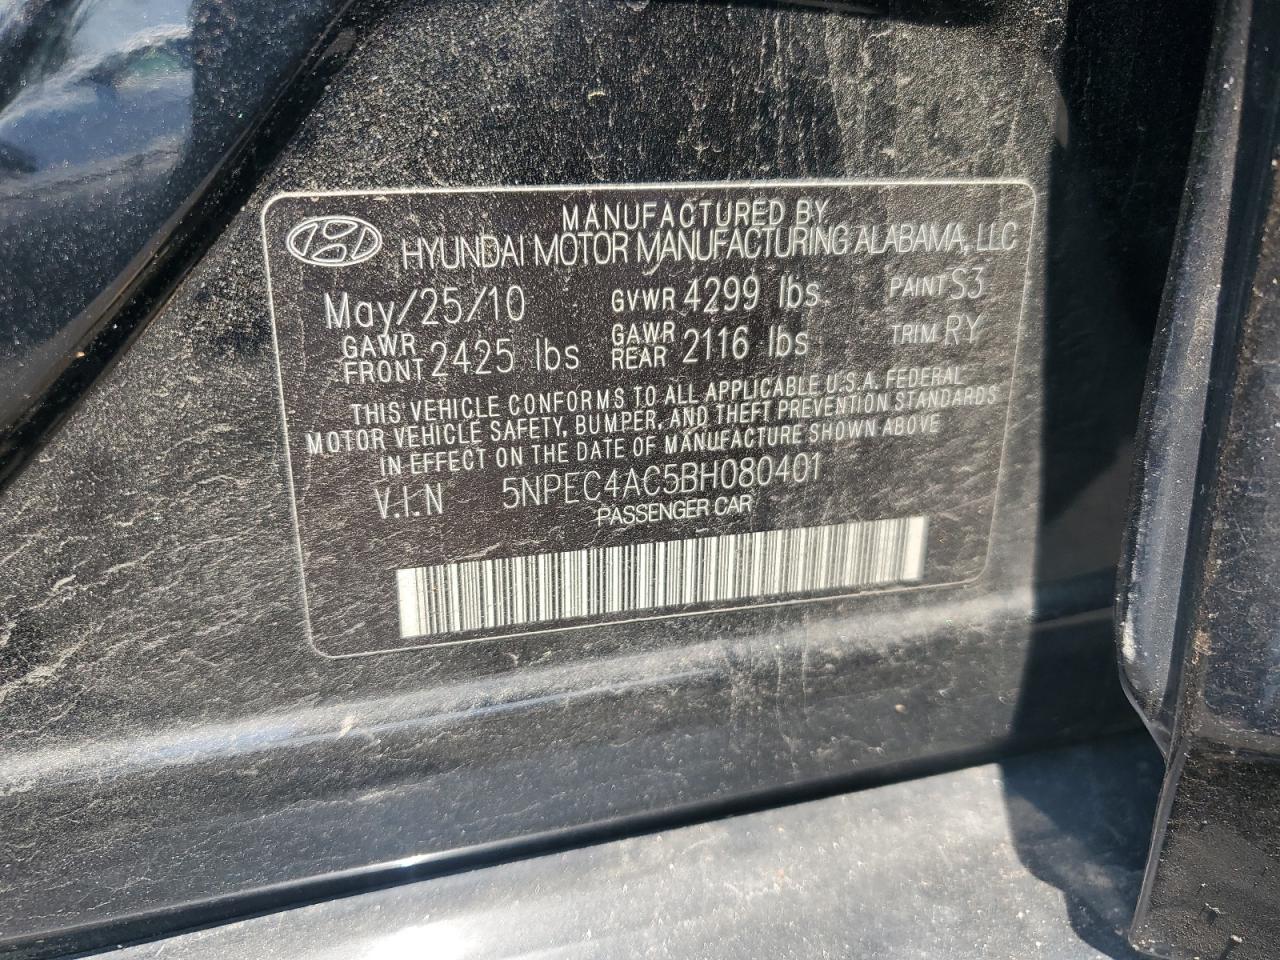 MANUFACTURED BY
HYUNDAI MOTOR MANUFACTURING ALABAMA, LLC
May/25/10 GVWR 4299 lbs PAINT S3
GAWR FRONT 2425 lbs GAWR REAR 2116 lbs TRIM RY
THIS VEHICLE CONFORMS TO ALL APPLICABLE U.S.A. FEDERAL
MOTOR VEHICLE SAFETY, BUMPER, AND THEFT PREVENTION STANDARDS
IN EFFECT ON THE DATE OF MANUFACTURE SHOWN ABOVE
V.I.N 5NPEC4AC5BH080401
PASSENGER CAR